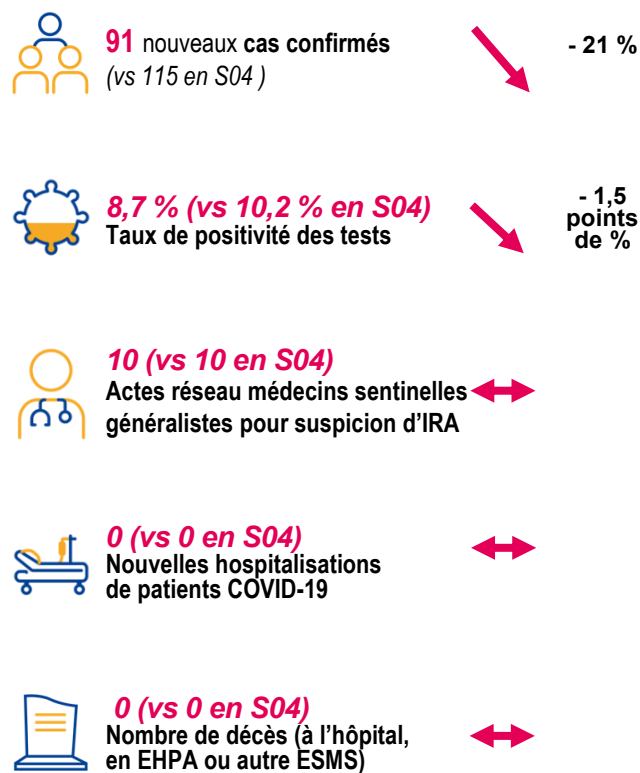 91 nouveaux cas confirmés
(vs 115 en S04 )
- 21 %
8,7 % (vs 10,2 % en S04)
Taux de positivité des tests
- 1,5
points
de %
10 (vs 10 en S04)
Actes réseau médecins sentinelles
généralistes pour suspicion d’IRA
0 (vs 0 en S04)
Nouvelles hospitalisations
de patients COVID-19
0 (vs 0 en S04)
Nombre de décès (à l’hôpital,
en EHPA ou autre ESMS)